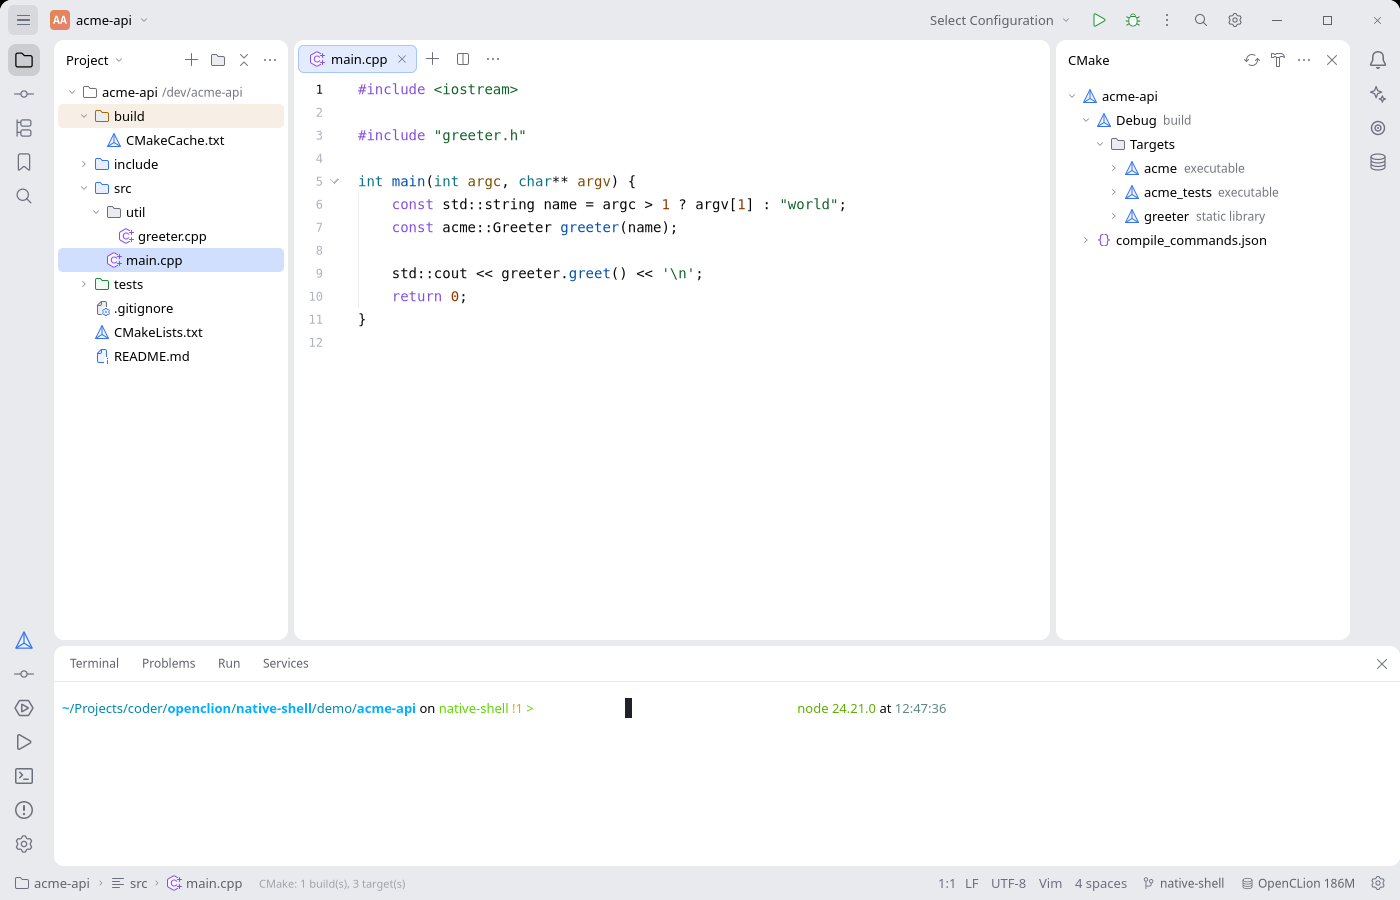 AA acme-api
Select Configuration
Project
acme-api /dev/acme-api
build
CMakeCache.txt
include
src
util
greeter.cpp
main.cpp
tests
.gitignore
CMakeLists.txt
README.md
main.cpp
1 #include <iostream>
2
3 #include "greeter.h"
4
5 int main(int argc, char** argv) {
6 const std::string name = argc > 1 ? argv[1] : "world";
7 const acme::Greeter greeter(name);
8
9 std::cout << greeter.greet() << '\n';
10 return 0;
11 }
12
CMake
acme-api
Debug build
Targets
acme executable
acme_tests executable
greeter static library
{} compile_commands.json
Terminal Problems Run Services
~/Projects/coder/openclion/native-shell/demo/acme-api on native-shell !1 > node 24.21.0 at 12:47:36
acme-api › src › main.cpp CMake: 1 build(s), 3 target(s) 1:1 LF UTF-8 Vim 4 spaces native-shell OpenCLion 186M